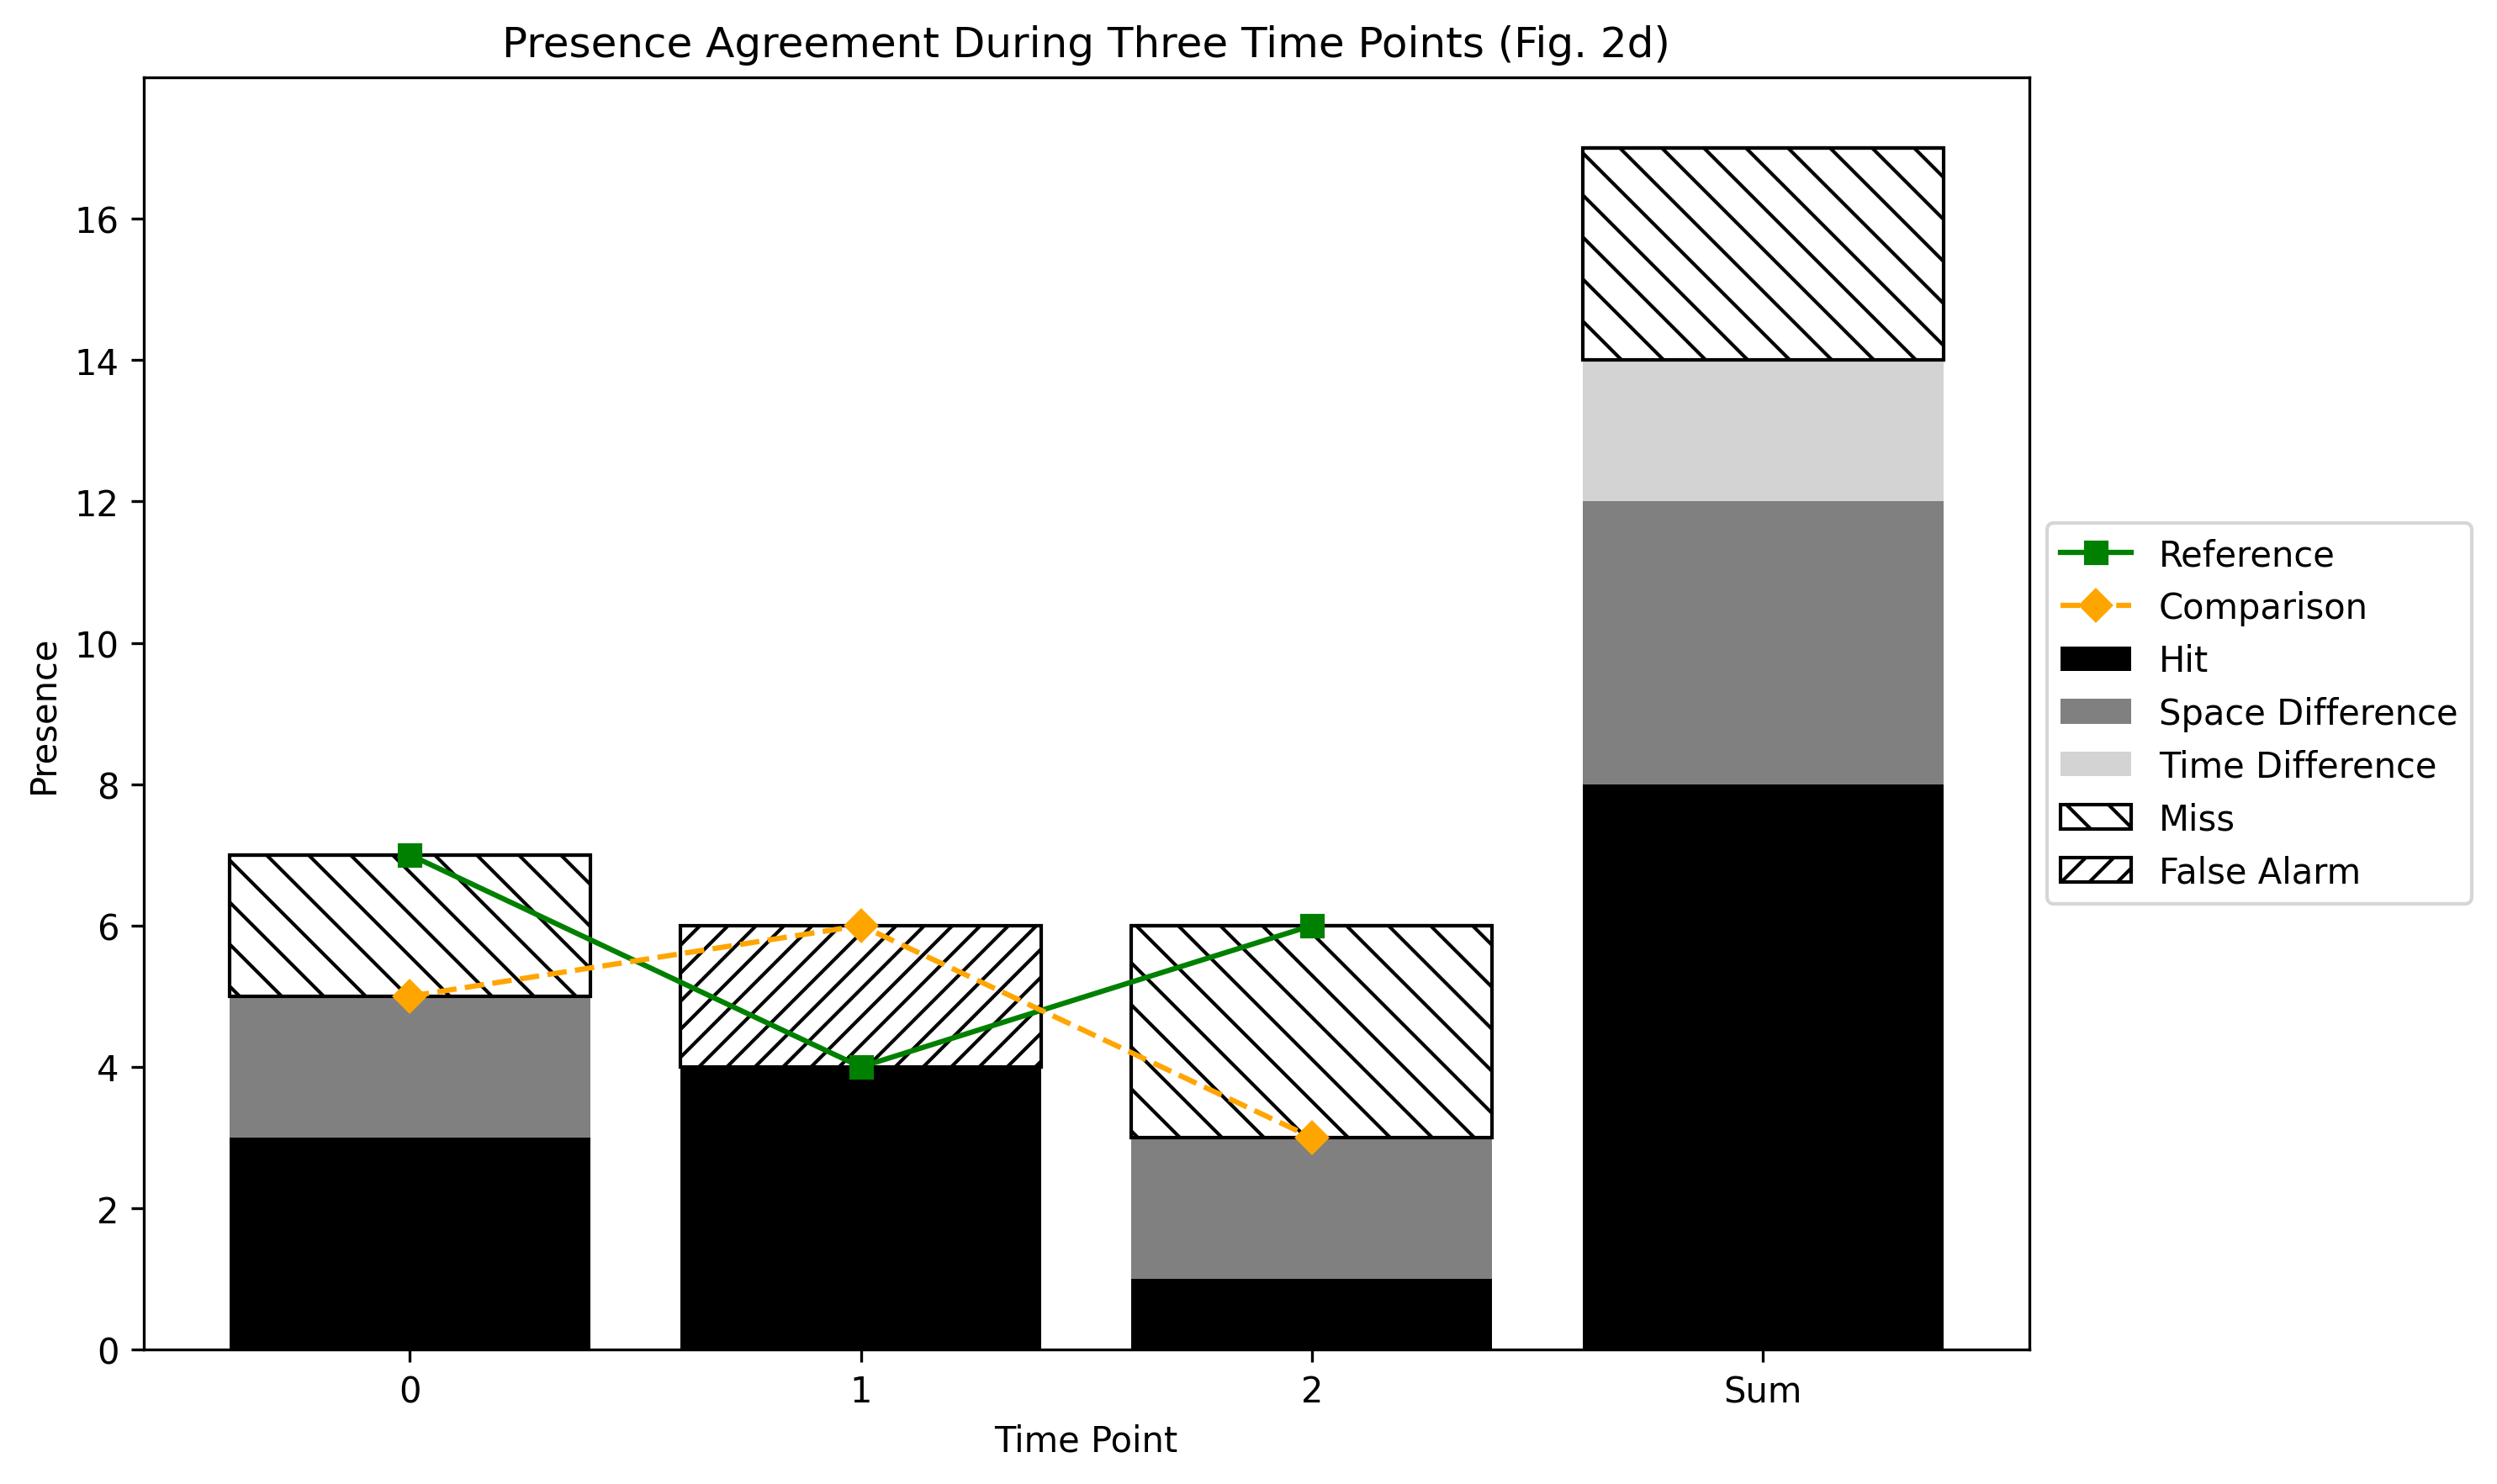 Presence Agreement During Three Time Points (Fig. 2d)
Presence
16
14
12
10
8
6
4
2
0
0 1 2 Sum
Time Point
Reference
Comparison
Hit
Space Difference
Time Difference
Miss
False Alarm